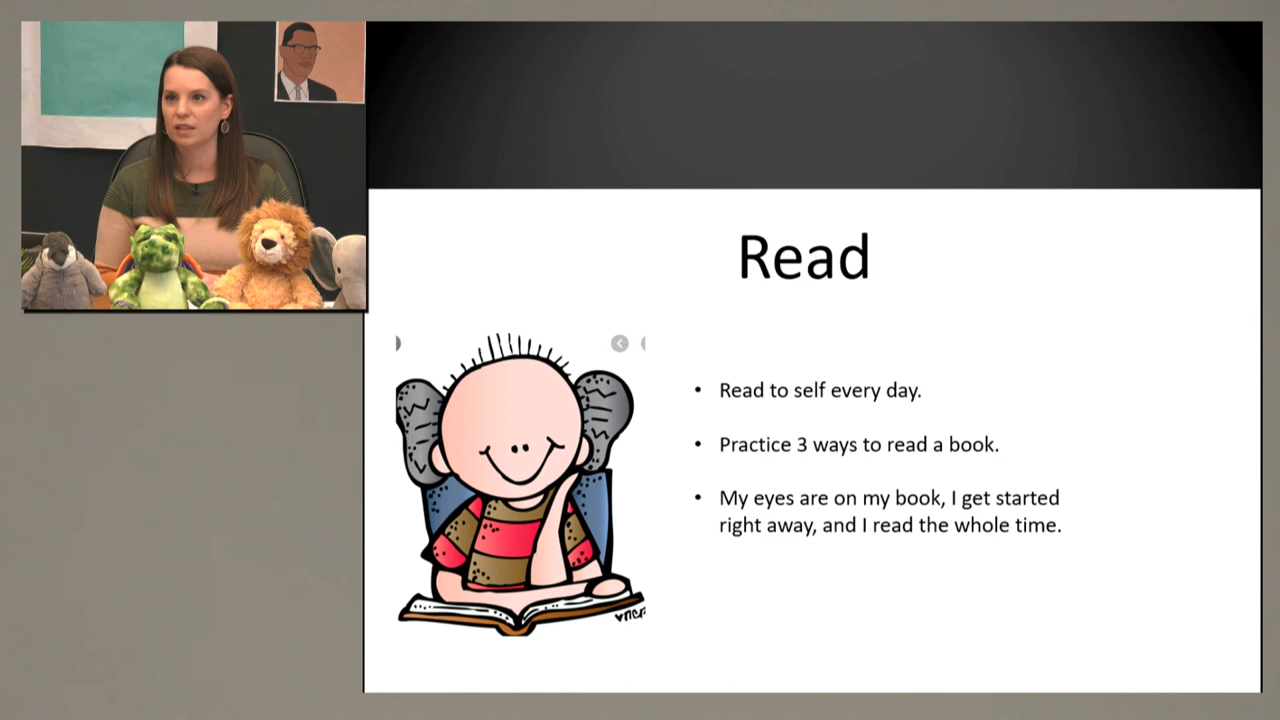 Read
• Read to self every day.
• Practice 3 ways to read a book.
• My eyes are on my book, I get started
right away, and I read the whole time.